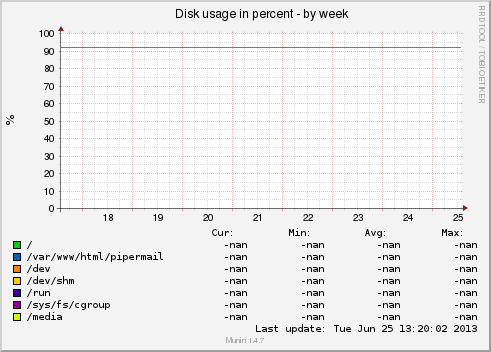 Disk usage in percent - by week
RRDTOOL / TOBI OETIKER
%
100
90
80
70
60
50
40
30
20
10
0
18 19 20 21 22 23 24 25
Cur: Min: Avg: Max:
/ -nan -nan -nan -nan
/var/www/html/pipermail -nan -nan -nan -nan
/dev -nan -nan -nan -nan
/dev/shm -nan -nan -nan -nan
/run -nan -nan -nan -nan
/sys/fs/cgroup -nan -nan -nan -nan
/media -nan -nan -nan -nan
Last update: Tue Jun 25 13:20:02 2013
Munin 1.4.7